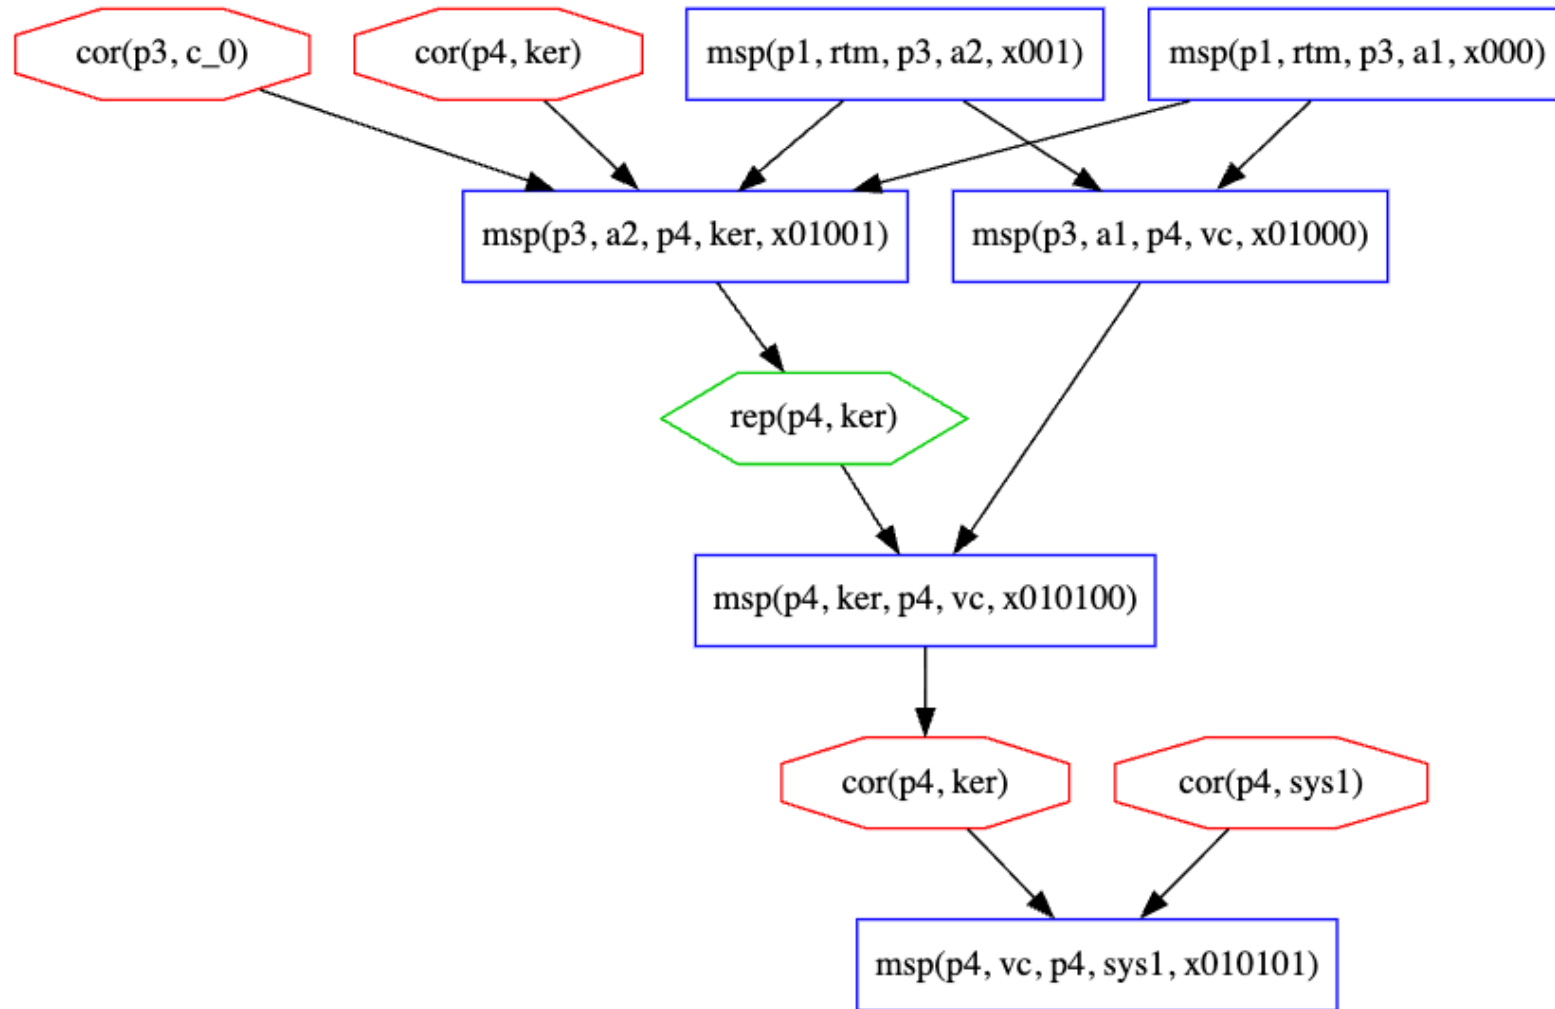 cor(p3, c_0)
cor(p4, ker)
msp(p1, rtm, p3, a2, x001)
msp(p1, rtm, p3, a1, x000)
msp(p3, a2, p4, ker, x01001)
msp(p3, a1, p4, vc, x01000)
rep(p4, ker)
msp(p4, ker, p4, vc, x010100)
cor(p4, ker)
cor(p4, sys1)
msp(p4, vc, p4, sys1, x010101)